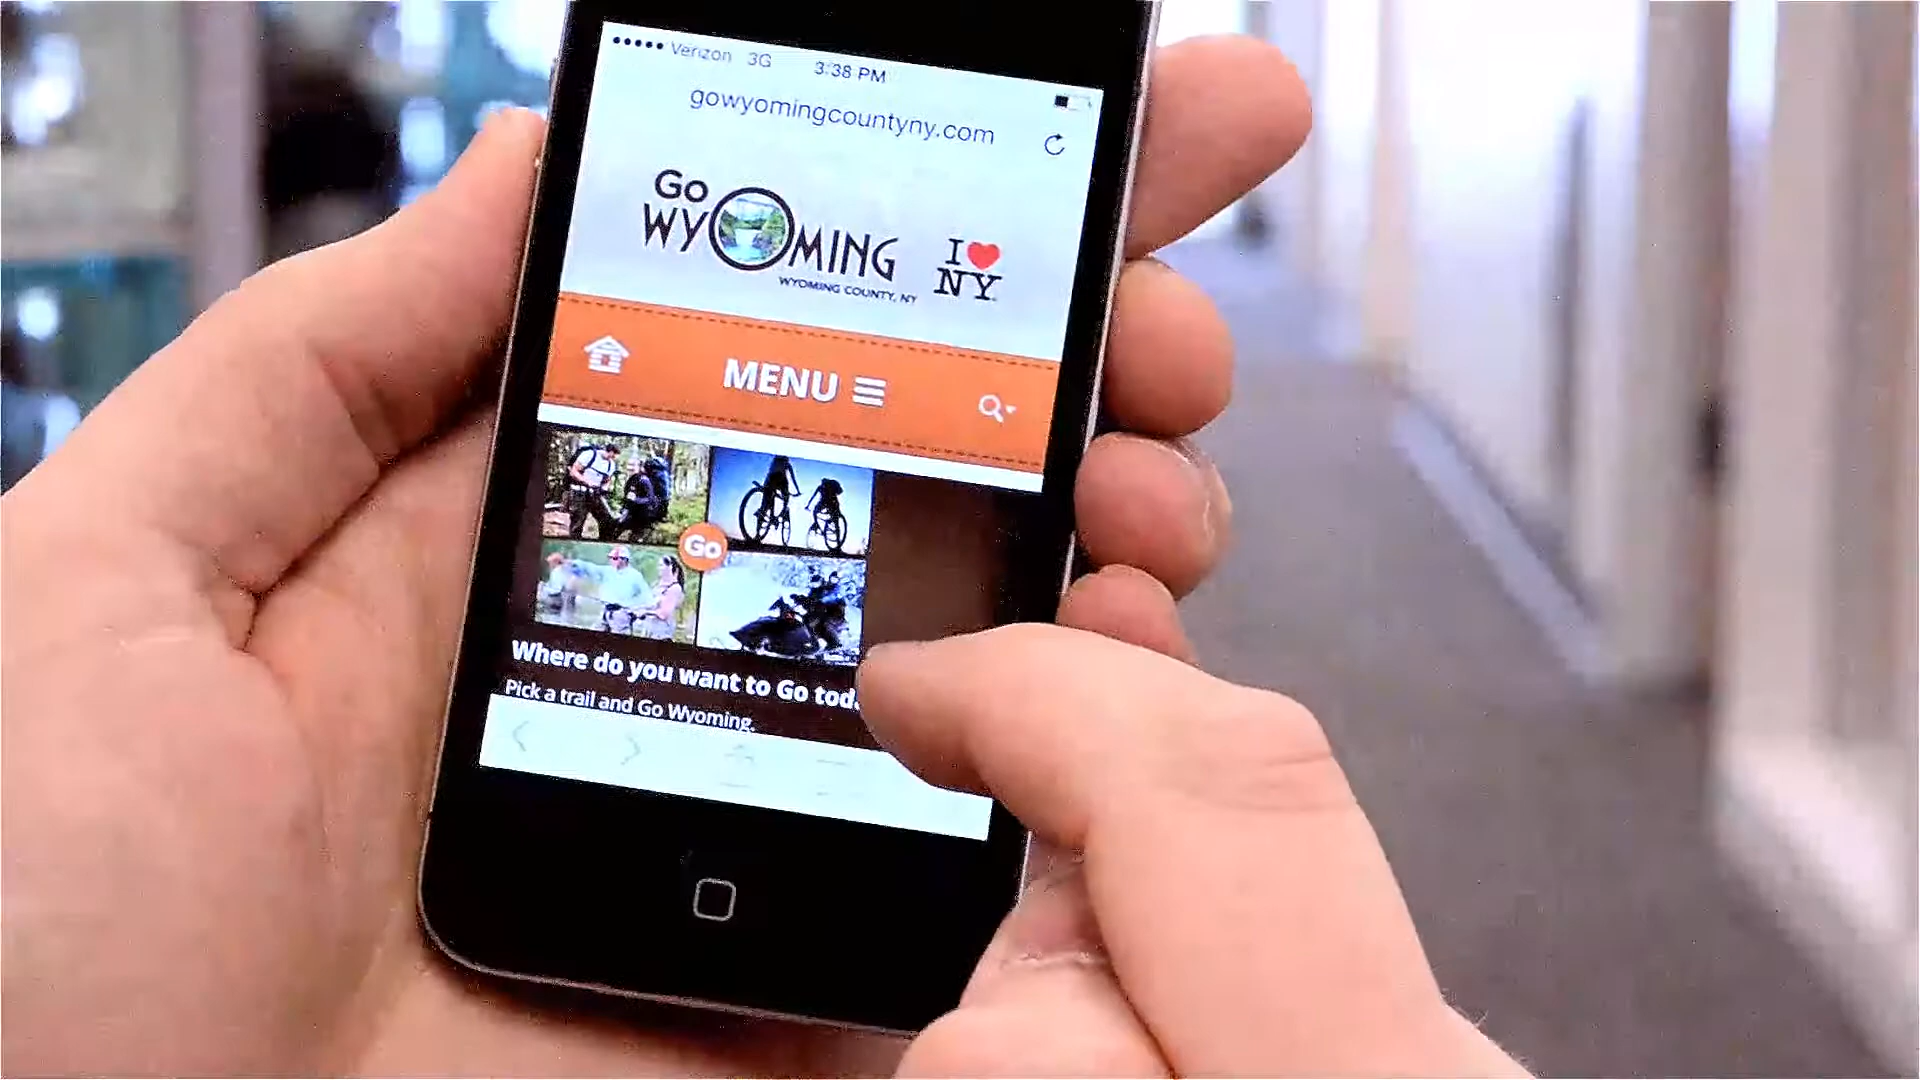 Verizon 3G 3:38 PM
gowyomingcountyny.com
Go
WYOMING
WYOMING COUNTY, NY
I
NY
MENU
Go
Where do you want to Go
Pick a trail and Go Wyoming.